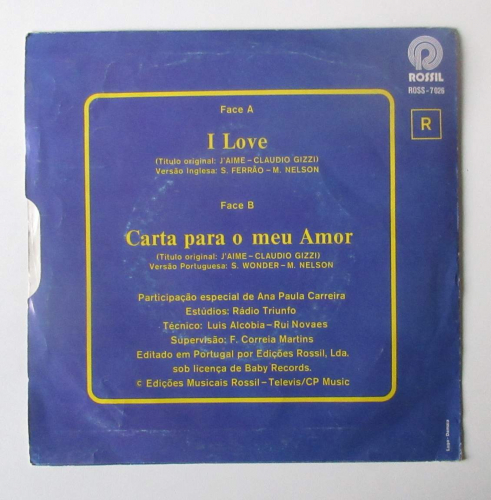 ROSSIL
ROSS - 7026
R
Face A
I Love
(Título original: J'AIME – CLAUDIO GIZZI)
Versão Inglesa: S. FERRÃO – M. NELSON
Face B
Carta para o meu Amor
(Título original: J'AIME – CLAUDIO GIZZI)
Versão Portuguesa: S. WONDER – M. NELSON
Participação especial de Ana Paula Carreira
Estúdios: Rádio Triunfo
Técnico: Luís Alcobia – Rui Novaes
Supervisão: F. Correia Martins
Editado em Portugal por Edições Rossil, Lda.
sob licença de Baby Records.
© Edições Musicais Rossil – Televis/CP Music